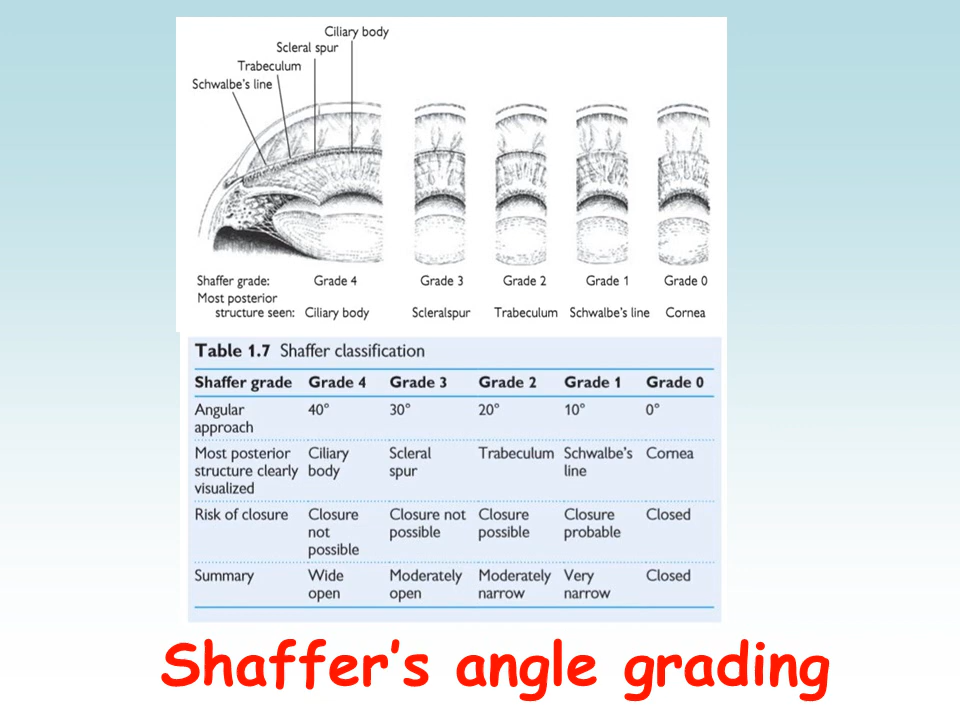 Ciliary body
Scleral spur
Trabeculum
Schwalbe's line
Shaffer grade: Grade 4 Grade 3 Grade 2 Grade 1 Grade 0
Most posterior
structure seen: Ciliary body Scleralspur Trabeculum Schwalbe's line Cornea
Table 1.7 Shaffer classification
Shaffer grade Grade 4 Grade 3 Grade 2 Grade 1 Grade 0
Angular 40° 30° 20° 10° 0°
approach
Most posterior Ciliary Scleral Trabeculum Schwalbe's Cornea
structure clearly body spur line
visualized
Risk of closure Closure Closure not Closure Closure Closed
not possible possible probable
possible
Summary Wide Moderately Moderately Very Closed
open open narrow narrow
Shaffer's angle grading